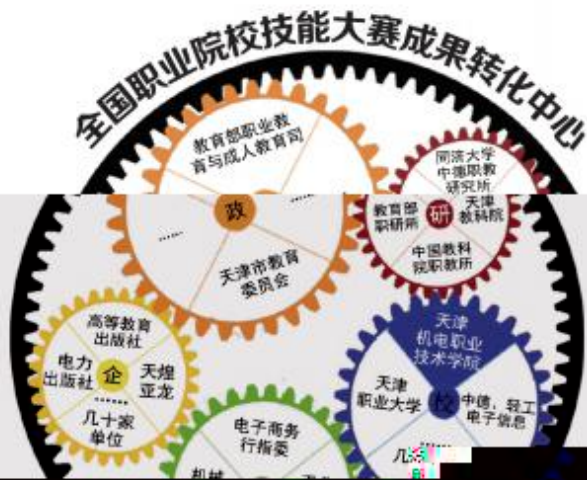 全国职业院校技能大赛成果转化中心
教育部职业教
育与成人教育司
......
政
......
天津市教育
委员会
同济大学
中德职教
研究所
教育部
职研所
研
天津
教科院
中国教科
院职教所
高等教育
出版社
电力
出版社
企
天煌
亚龙
......
几十家
单位
天津
机电职业
技术学院
天津
职业大学
校
中德、轻工
电子信息
......
电子商务
行指委
机械